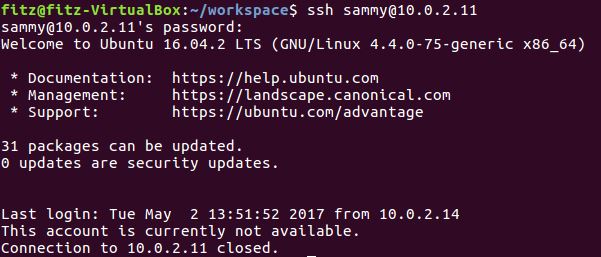 fitz@fitz-VirtualBox:~/workspace$ ssh sammy@10.0.2.11
sammy@10.0.2.11's password:
Welcome to Ubuntu 16.04.2 LTS (GNU/Linux 4.4.0-75-generic x86_64)
* Documentation:  https://help.ubuntu.com
* Management:     https://landscape.canonical.com
* Support:        https://ubuntu.com/advantage
31 packages can be updated.
0 updates are security updates.
Last login: Tue May  2 13:51:52 2017 from 10.0.2.14
This account is currently not available.
Connection to 10.0.2.11 closed.